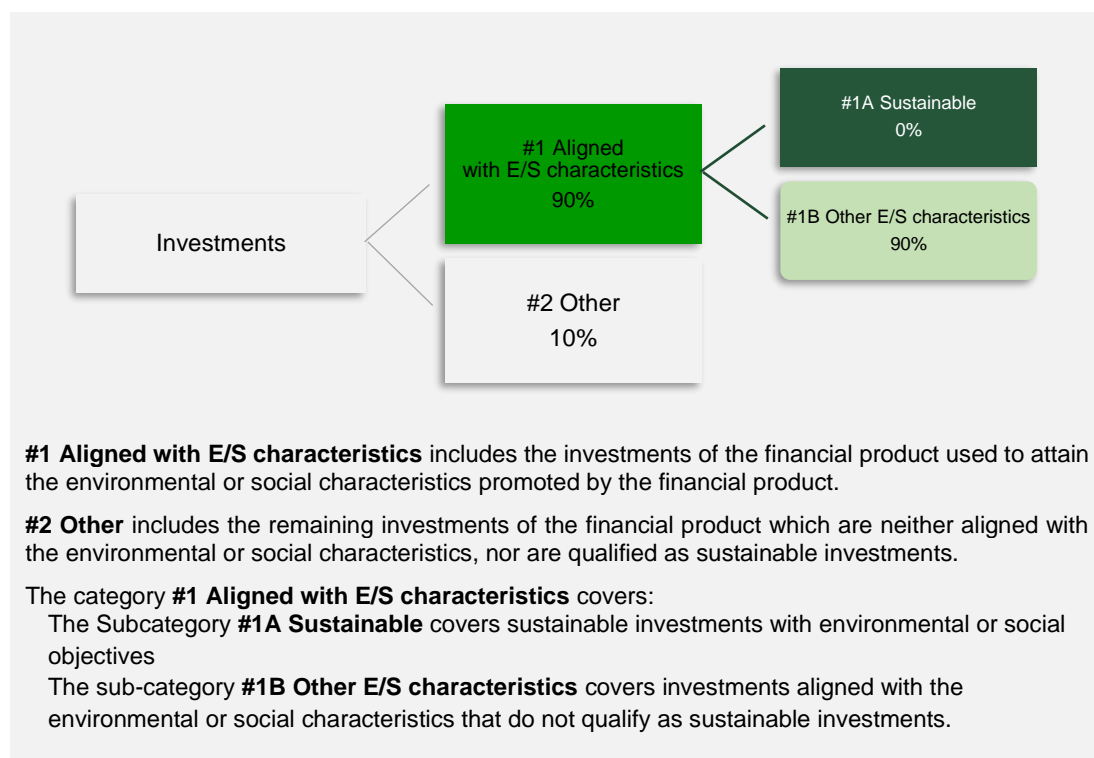 #1A Sustainable
0%
#1 Aligned
with E/S characteristics
90%
#1B Other E/S characteristics
90%
Investments
#2 Other
10%
#1 Aligned with E/S characteristics includes the investments of the financial product used to attain
the environmental or social characteristics promoted by the financial product.
#2 Other includes the remaining investments of the financial product which are neither aligned with
the environmental or social characteristics, nor are qualified as sustainable investments.
The category #1 Aligned with E/S characteristics covers:
The Subcategory #1A Sustainable covers sustainable investments with environmental or social
objectives
The sub-category #1B Other E/S characteristics covers investments aligned with the
environmental or social characteristics that do not qualify as sustainable investments.